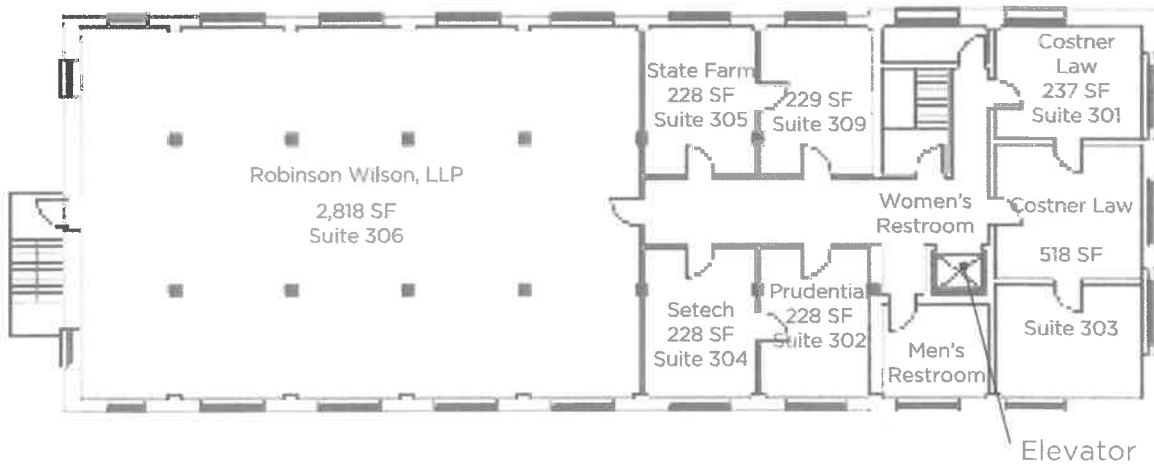 Robinson Wilson, LLP
2,818 SF
Suite 306
State Farm
228 SF
Suite 305
229 SF
Suite 309
Costner
Law
237 SF
Suite 301
Women's
Restroom
Costner Law
518 SF
Suite 303
Setech
228 SF
Suite 304
Prudential
228 SF
Suite 302
Men's
Restroom
Elevator